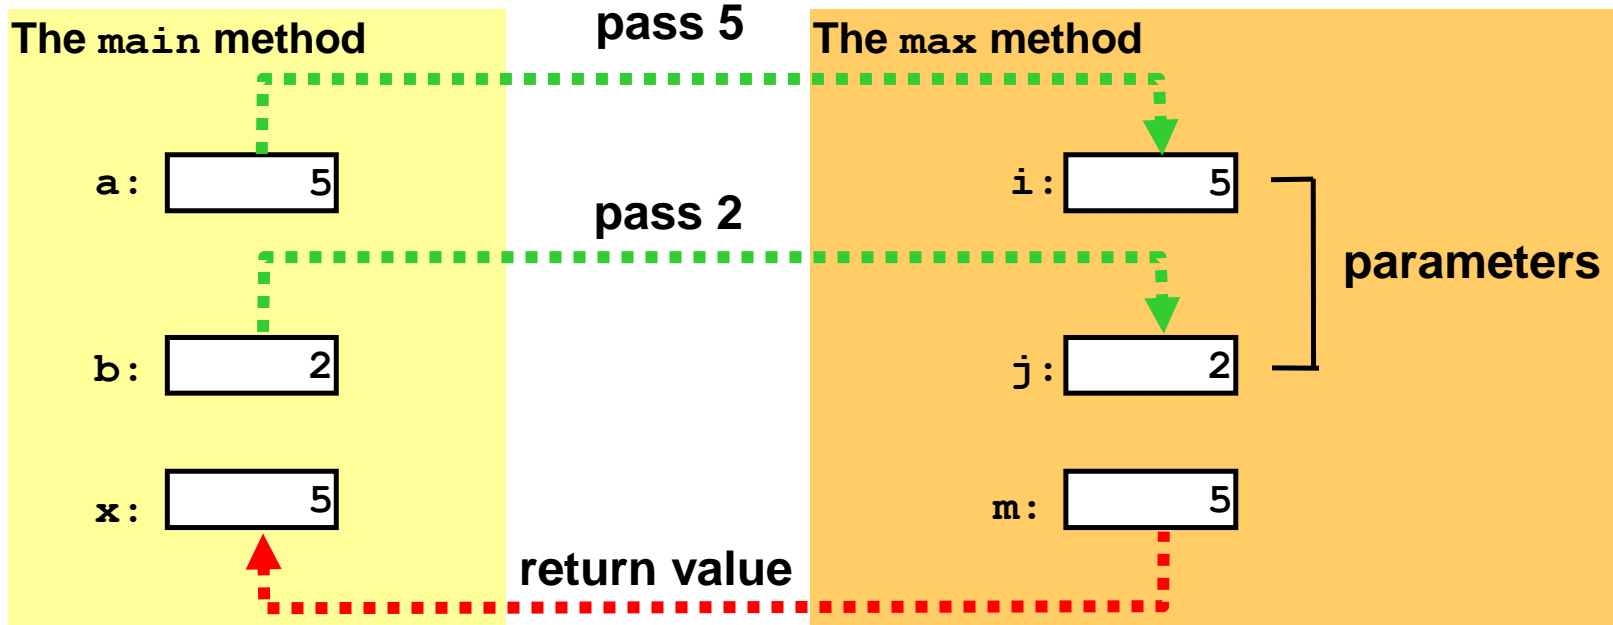 pass 5
The main method
The max method
a: 5
i: 5
pass 2
parameters
b: 2
j: 2
x: 5
m: 5
return value